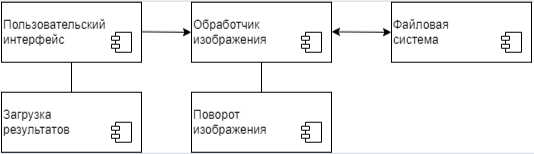 Пользовательский
интерфейс
Обработчик
изображения
Файловая
система
Загрузка
результатов
Поворот
изображения